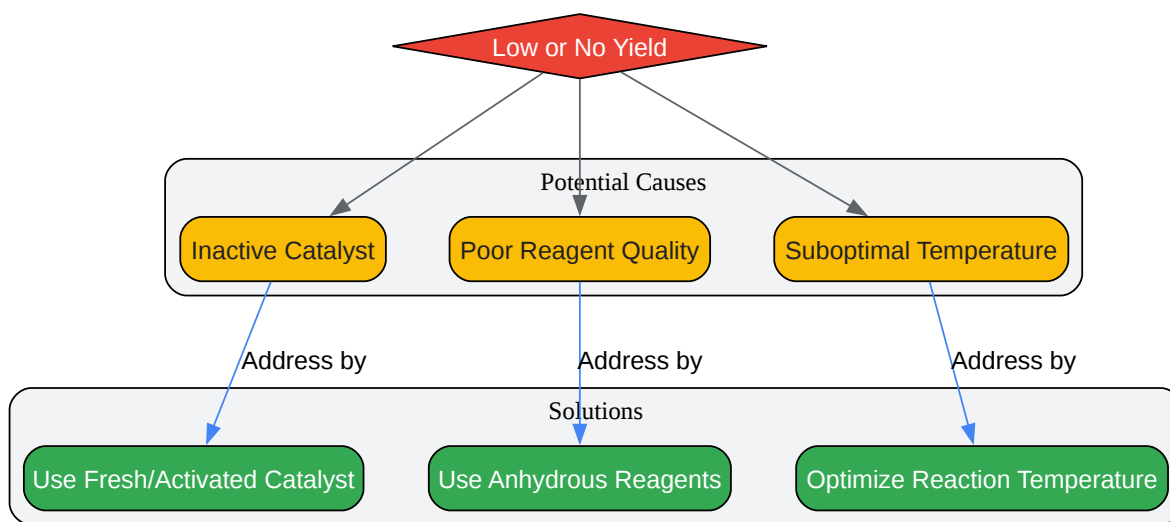 Low or No Yield
Potential Causes
Inactive Catalyst
Poor Reagent Quality
Suboptimal Temperature
Address by
Address by
Address by
Solutions
Use Fresh/Activated Catalyst
Use Anhydrous Reagents
Optimize Reaction Temperature